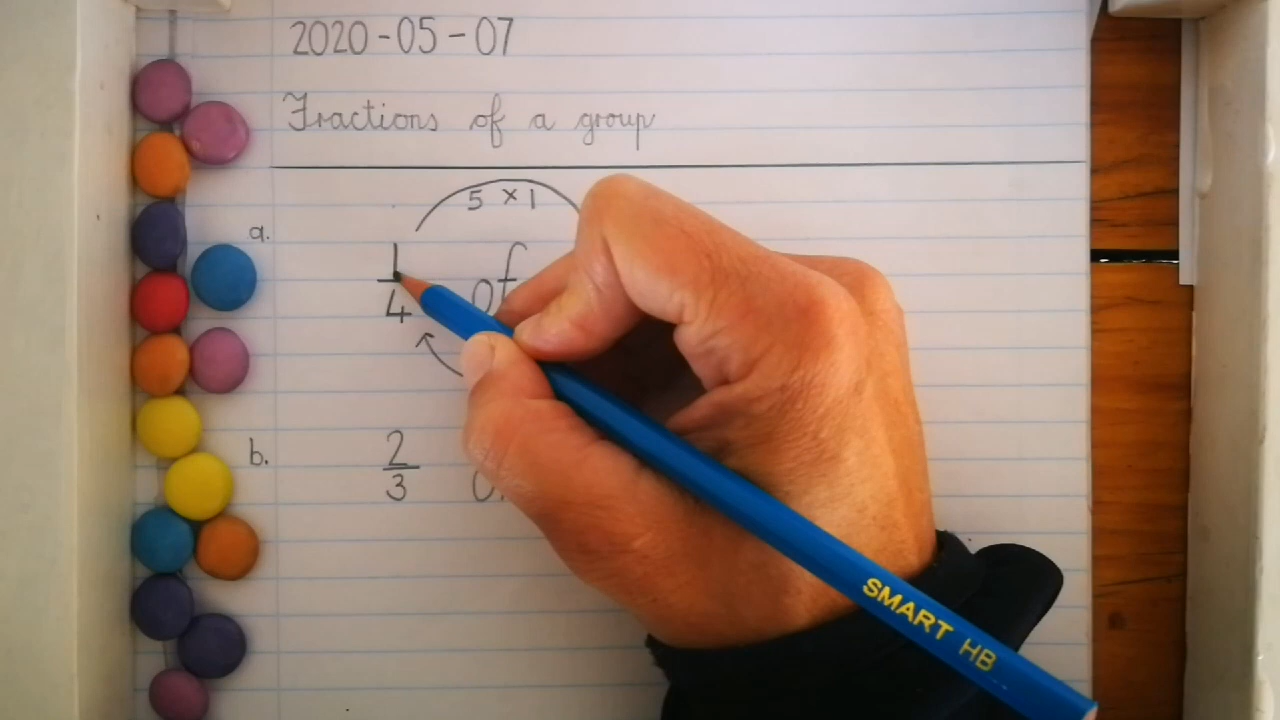 2020-05-07
Fractions of a group
5 × 1
a.
1
of
4
b.
2
3
SMART HB